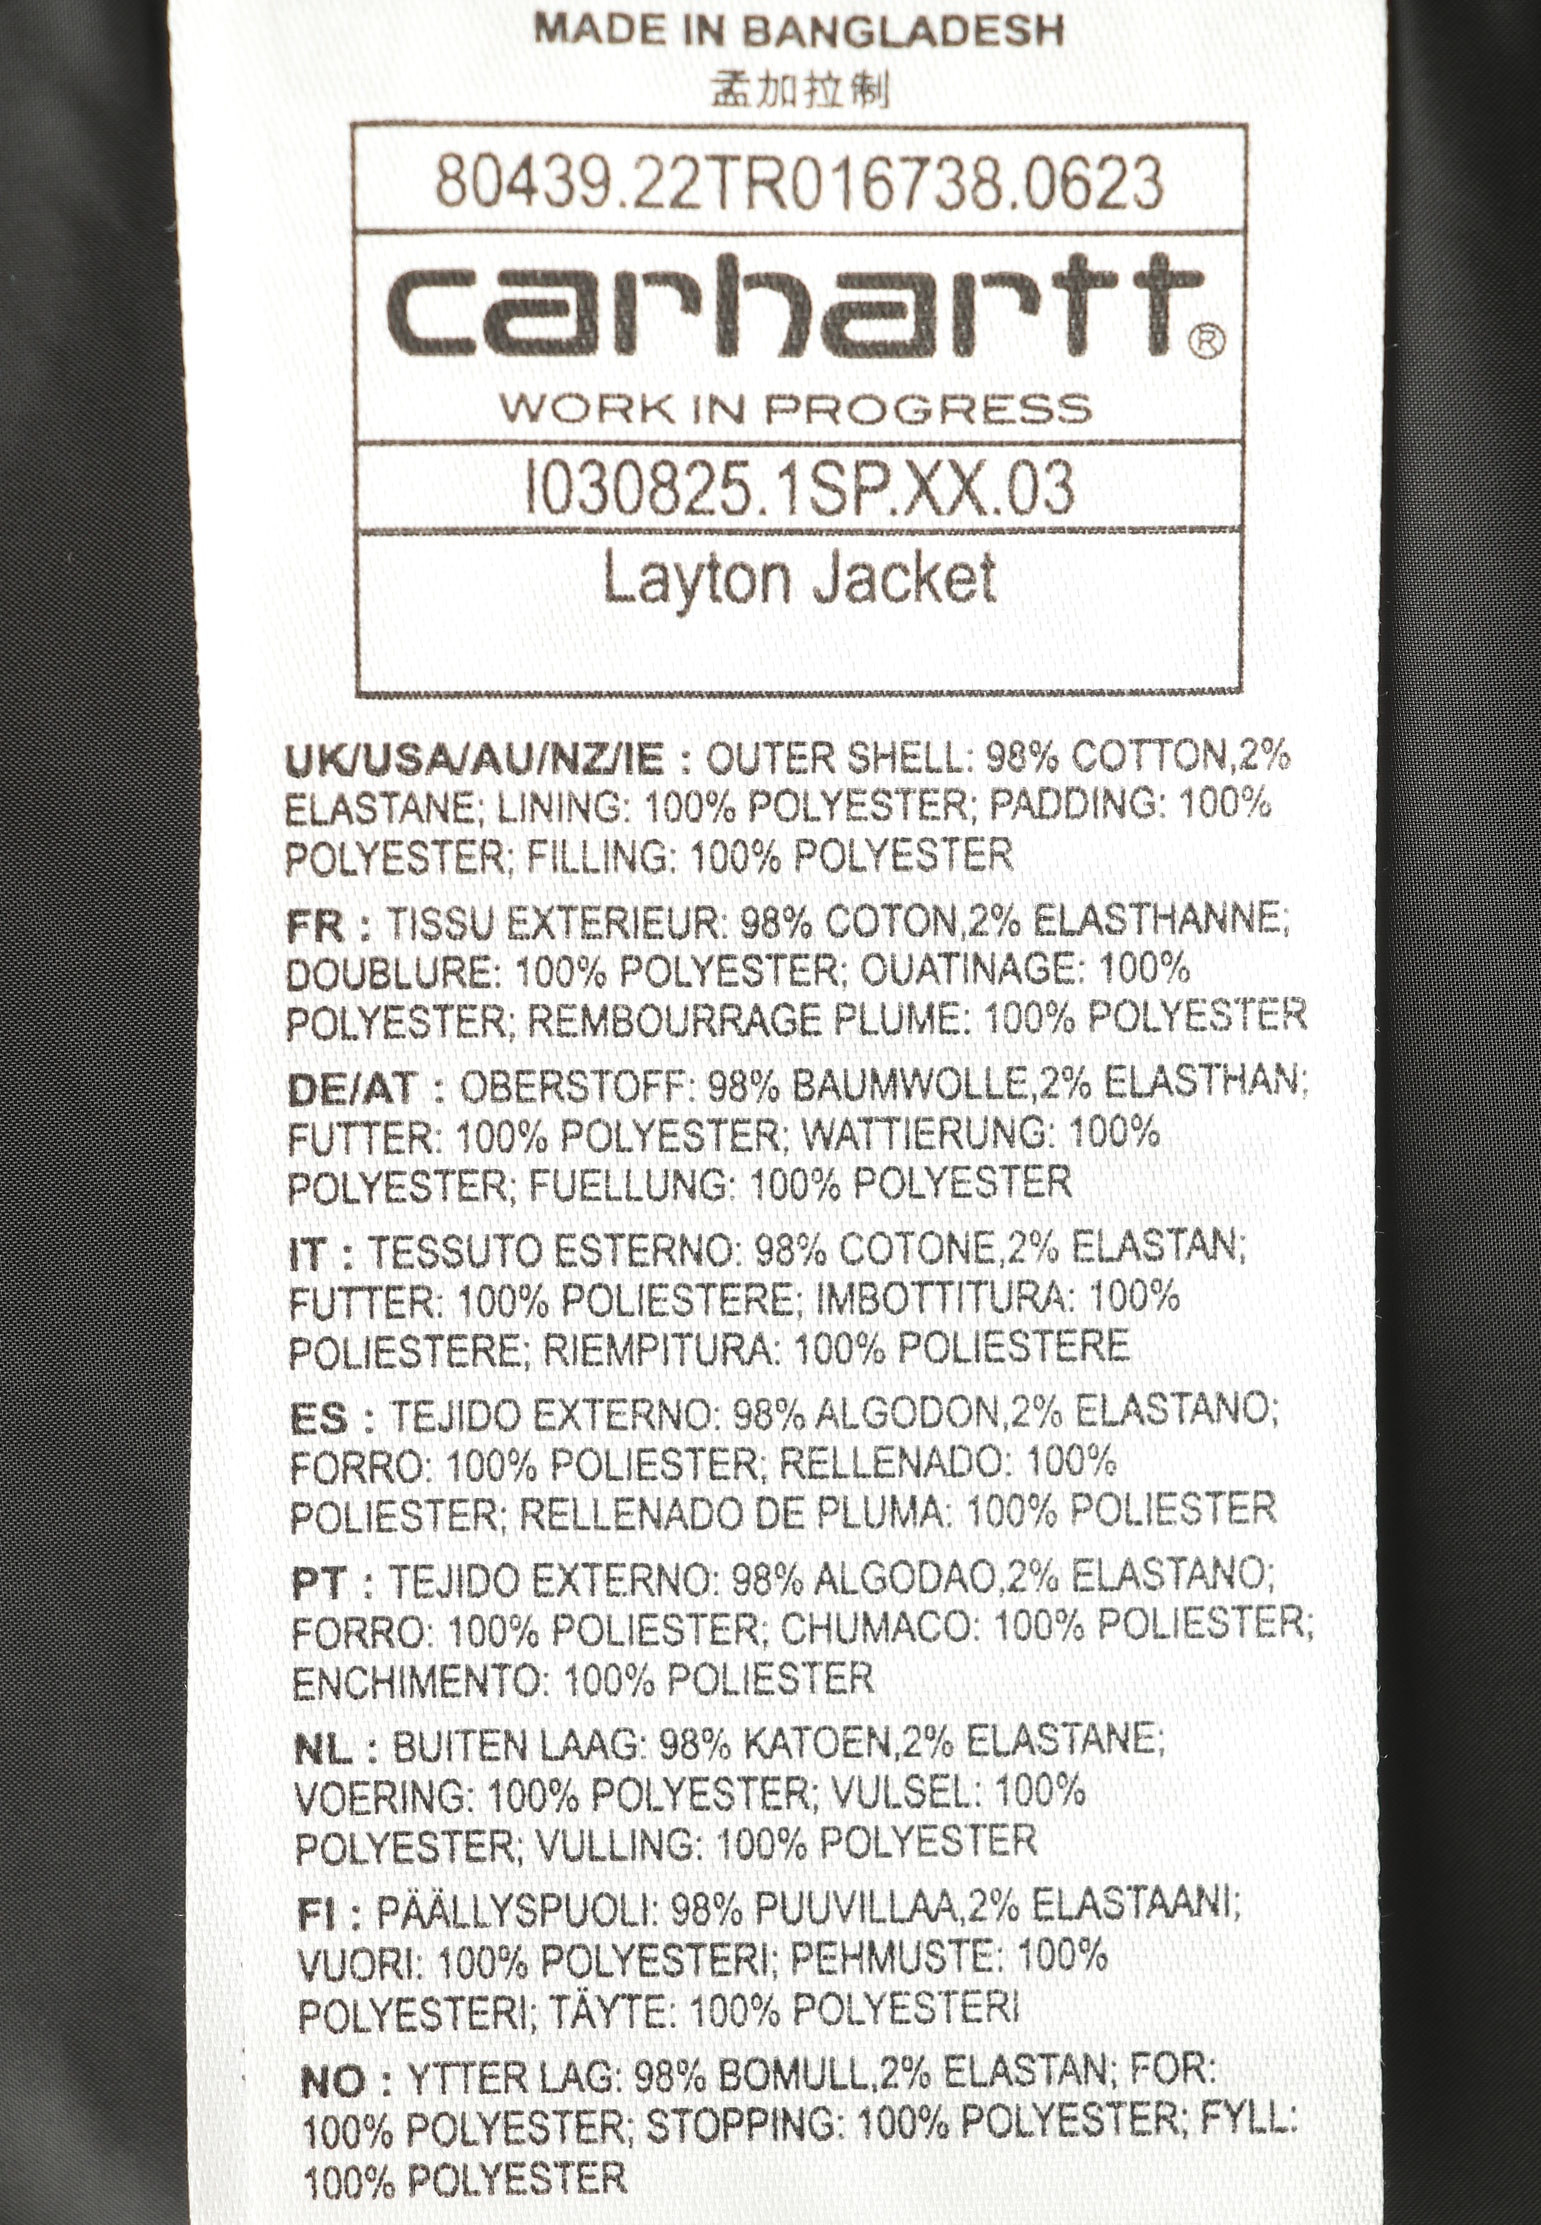 MADE IN BANGLADESH
孟加拉制
80439.22TR016738.0623
carhartt®
WORK IN PROGRESS
I030825.1SP.XX.03
Layton Jacket
UK/USA/AU/NZ/IE : OUTER SHELL: 98% COTTON,2%
ELASTANE; LINING: 100% POLYESTER; PADDING: 100%
POLYESTER; FILLING: 100% POLYESTER
FR : TISSU EXTERIEUR: 98% COTON,2% ELASTHANNE;
DOUBLURE: 100% POLYESTER; OUATINAGE: 100%
POLYESTER; REMBOURRAGE PLUME: 100% POLYESTER
DE/AT : OBERSTOFF: 98% BAUMWOLLE,2% ELASTHAN;
FUTTER: 100% POLYESTER; WATTIERUNG: 100%
POLYESTER; FUELLUNG: 100% POLYESTER
IT : TESSUTO ESTERNO: 98% COTONE,2% ELASTAN;
FUTTER: 100% POLIESTERE; IMBOTTITURA: 100%
POLIESTERE; RIEMPITURA: 100% POLIESTERE
ES : TEJIDO EXTERNO: 98% ALGODON,2% ELASTANO;
FORRO: 100% POLIESTER; RELLENADO: 100%
POLIESTER; RELLENADO DE PLUMA: 100% POLIESTER
PT : TEJIDO EXTERNO: 98% ALGODAO,2% ELASTANO;
FORRO: 100% POLIESTER; CHUMACO: 100% POLIESTER;
ENCHIMENTO: 100% POLIESTER
NL : BUITEN LAAG: 98% KATOEN,2% ELASTANE;
VOERING: 100% POLYESTER; VULSEL: 100%
POLYESTER; VULLING: 100% POLYESTER
FI : PÄÄLLYSPUOLI: 98% PUUVILLAA,2% ELASTAANI;
VUORI: 100% POLYESTERI; PEHMUSTE: 100%
POLYESTERI; TÄYTE: 100% POLYESTERI
NO : YTTER LAG: 98% BOMULL,2% ELASTAN; FOR:
100% POLYESTER; STOPPING: 100% POLYESTER; FYLL:
100% POLYESTER